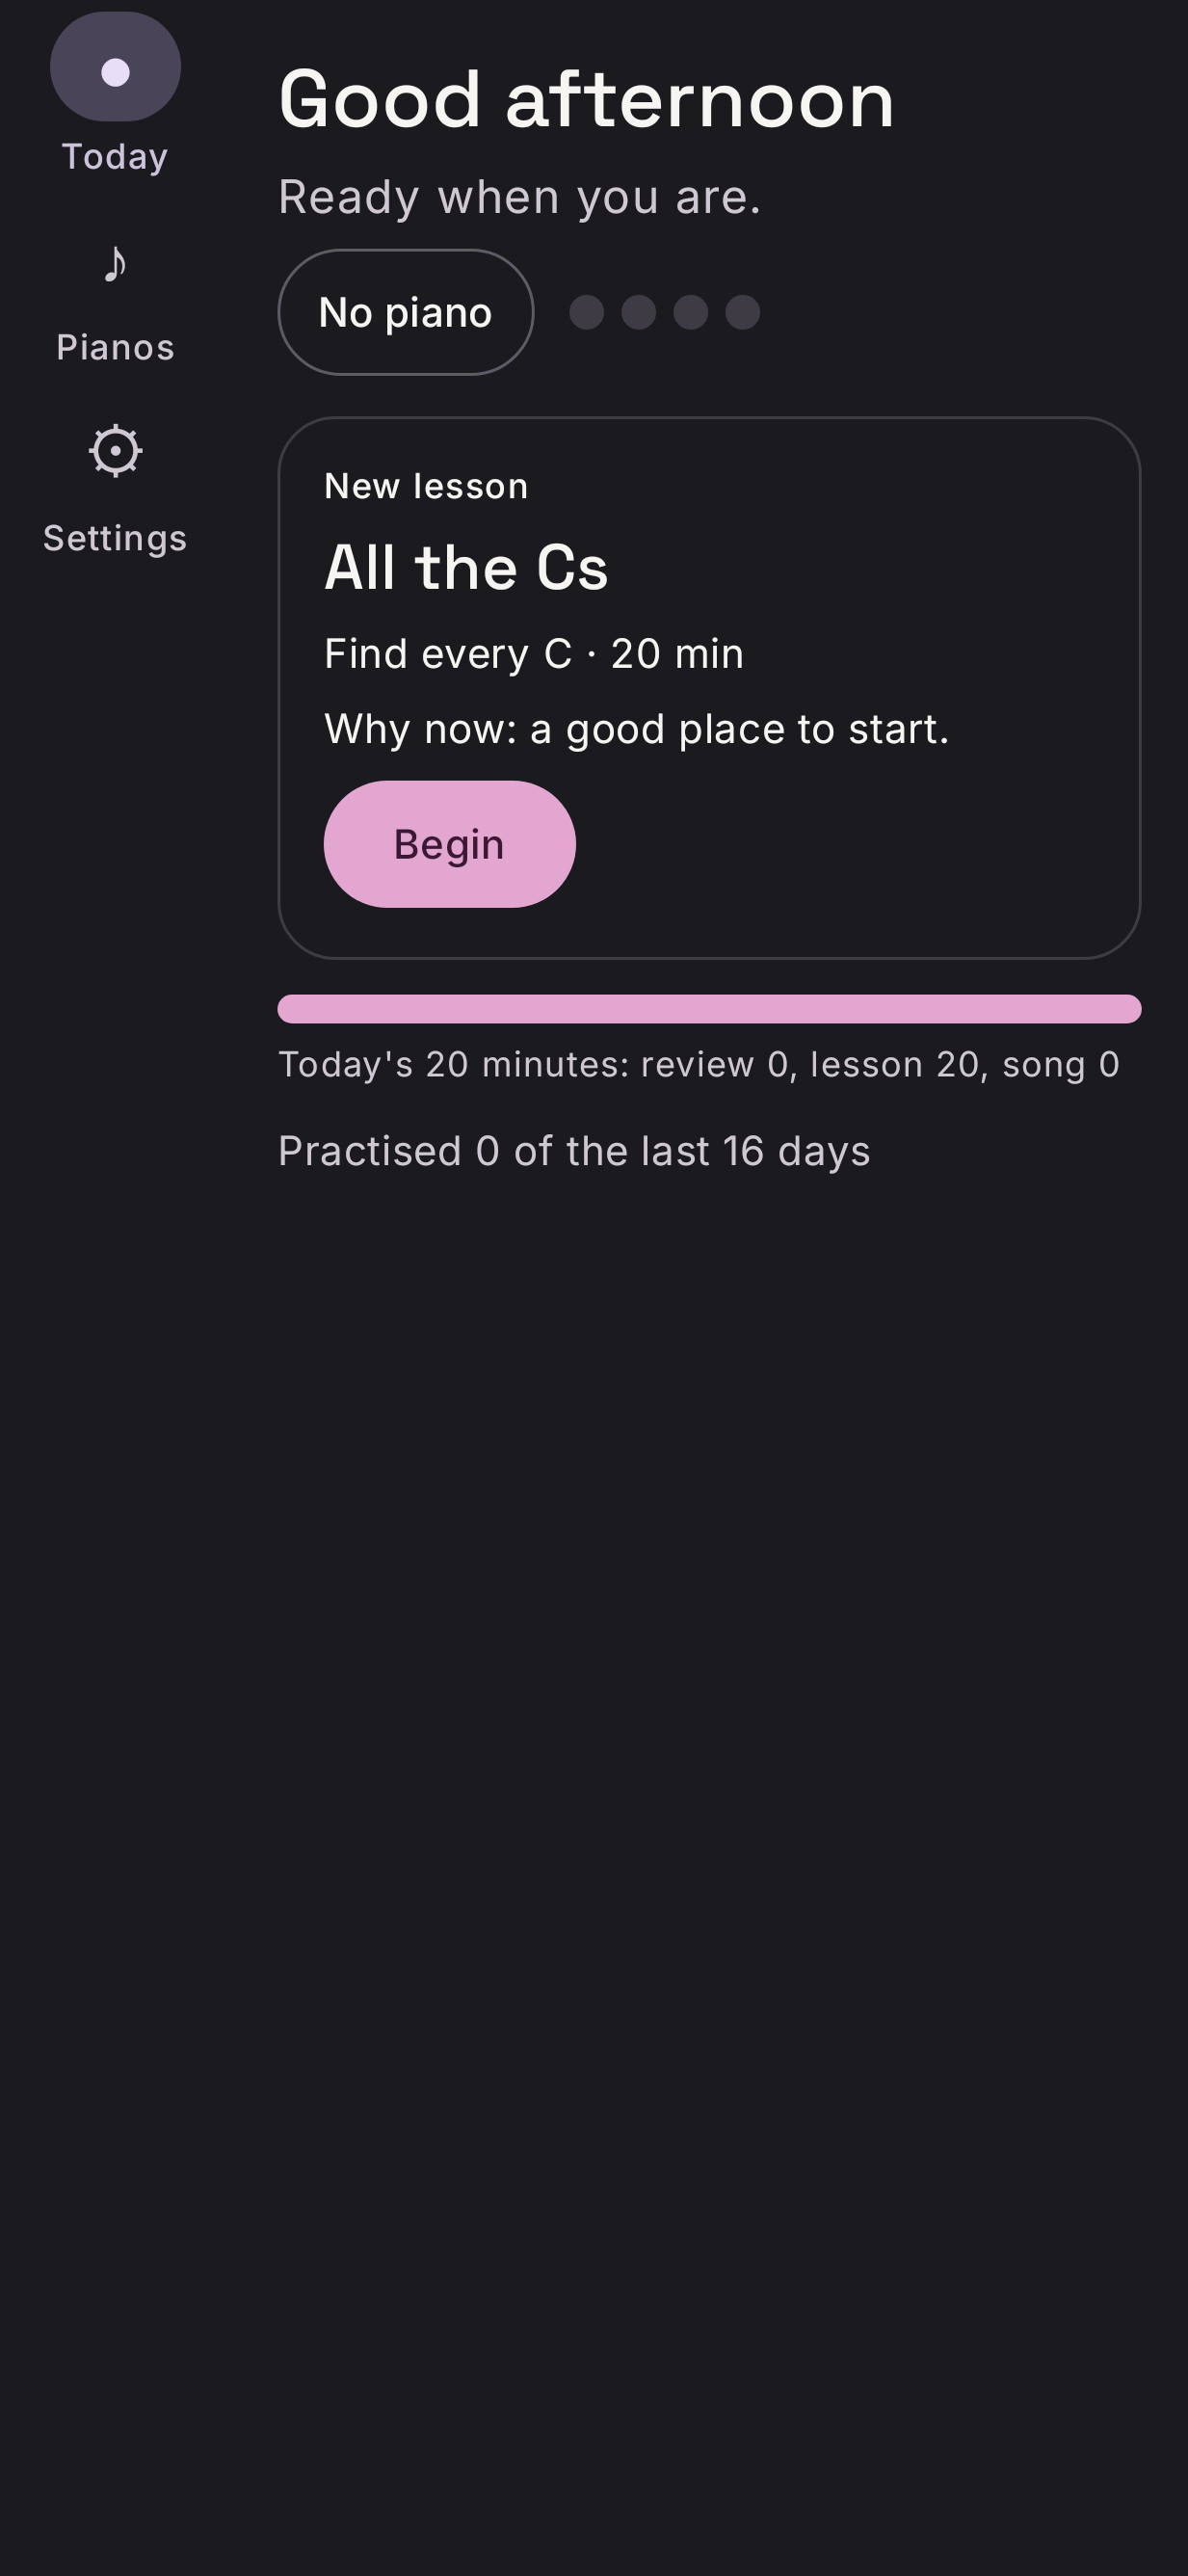 Today
Pianos
Settings
Good afternoon
Ready when you are.
No piano
New lesson
All the Cs
Find every C · 20 min
Why now: a good place to start.
Begin
Today's 20 minutes: review 0, lesson 20, song 0
Practised 0 of the last 16 days